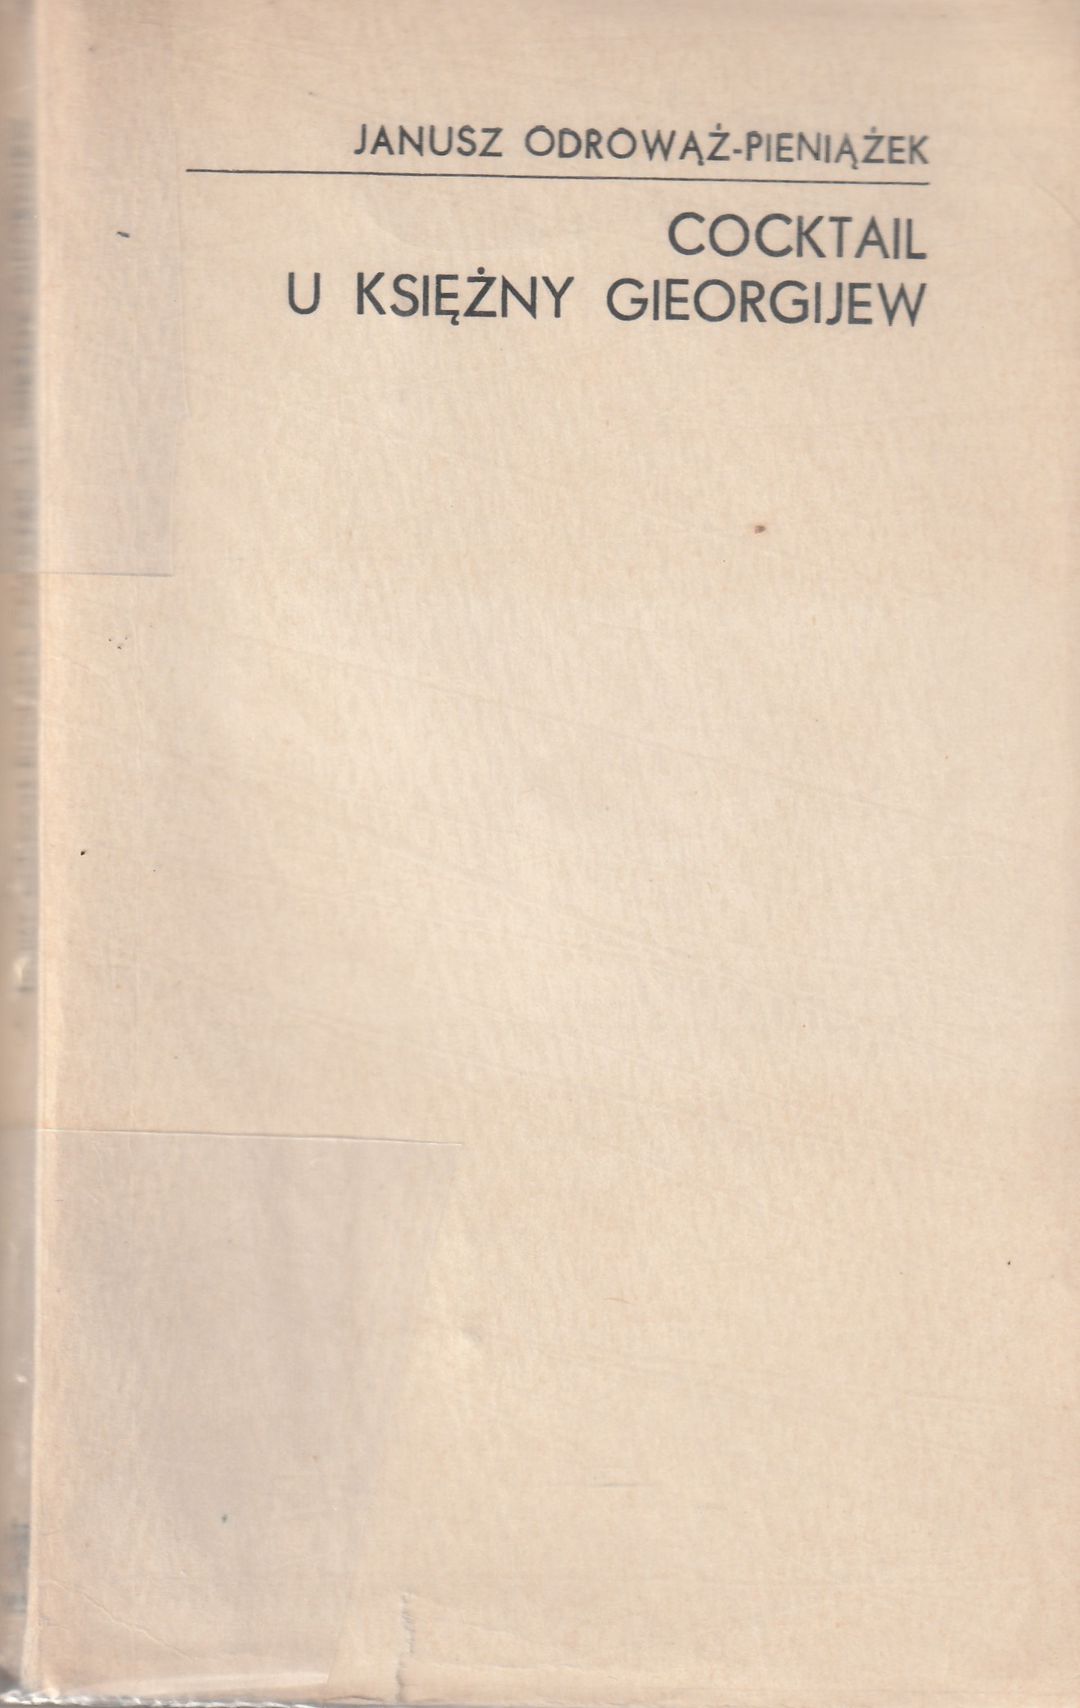 JANUSZ ODROWĄŻ-PIENIĄŻEK
COCKTAIL
U KSIĘŻNY GIEORGIJEW